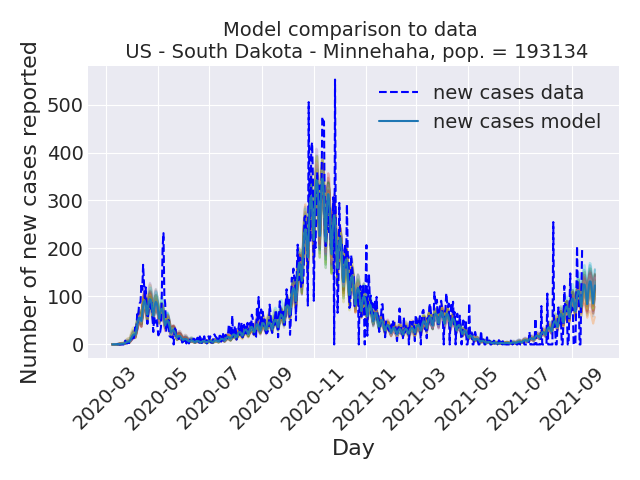 Model comparison to data
US - South Dakota - Minnehaha, pop. = 193134
Number of new cases reported
500
400
300
200
100
0
new cases data
new cases model
2020-03
2020-05
2020-07
2020-09
2020-11
2021-01
2021-03
2021-05
2021-07
2021-09
Day